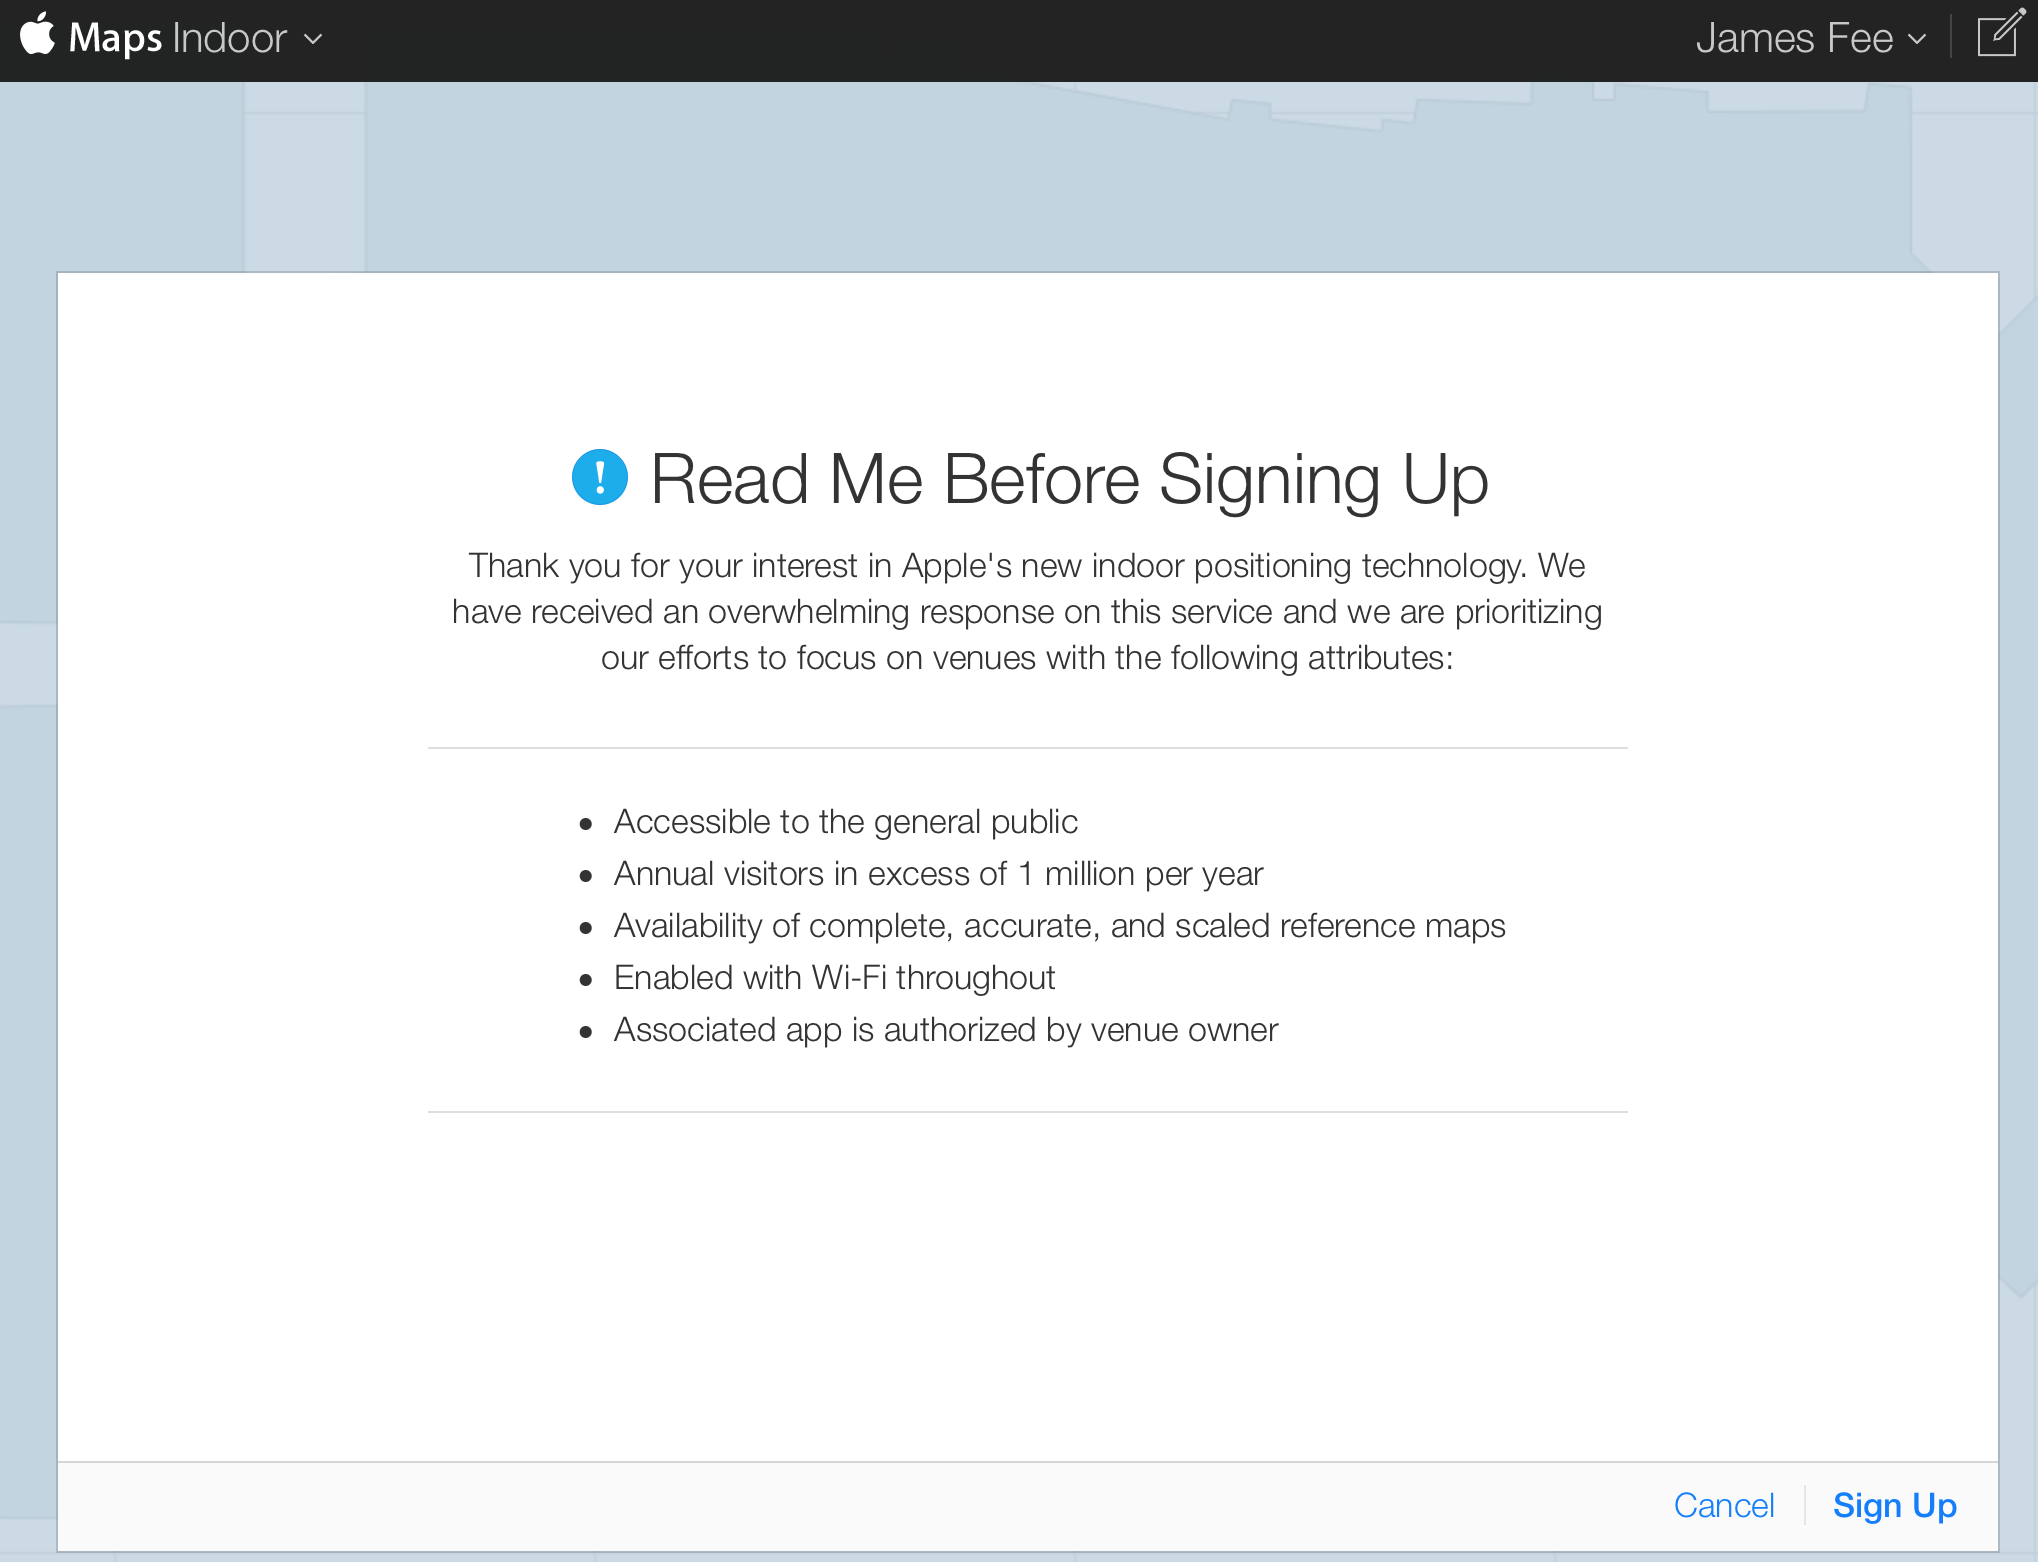 Maps Indoor
James Fee
! Read Me Before Signing Up
Thank you for your interest in Apple's new indoor positioning technology. We
have received an overwhelming response on this service and we are prioritizing
our efforts to focus on venues with the following attributes:
• Accessible to the general public
• Annual visitors in excess of 1 million per year
• Availability of complete, accurate, and scaled reference maps
• Enabled with Wi-Fi throughout
• Associated app is authorized by venue owner
Cancel
Sign Up